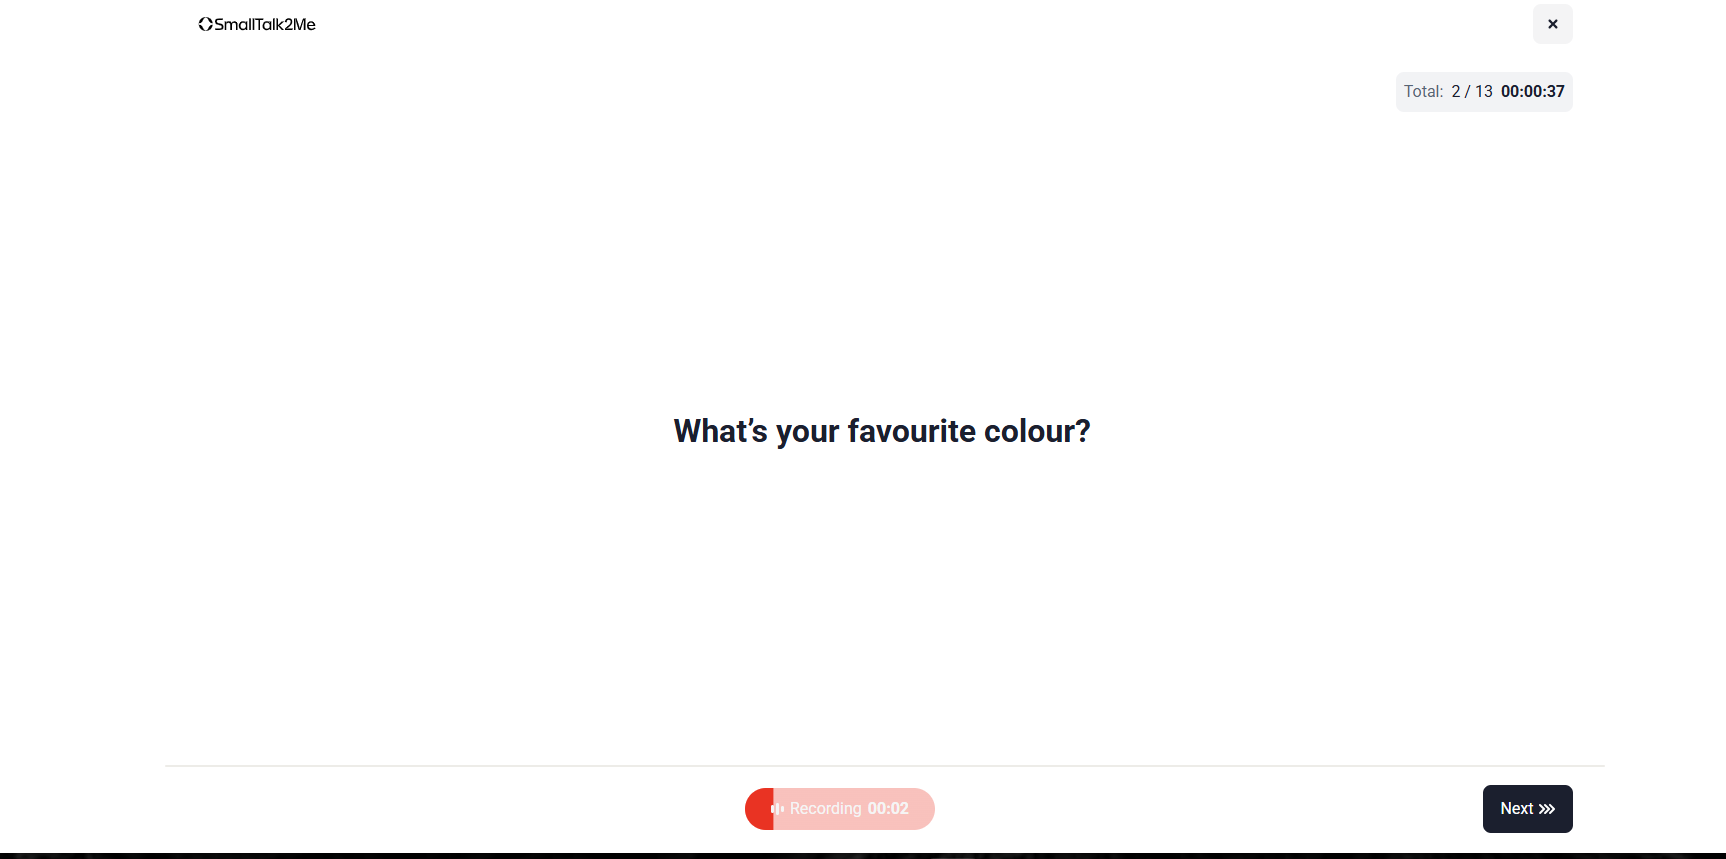 SmallTalk2Me
Total: 2 / 13 00:00:37
What’s your favourite colour?
Recording 00:02
Next